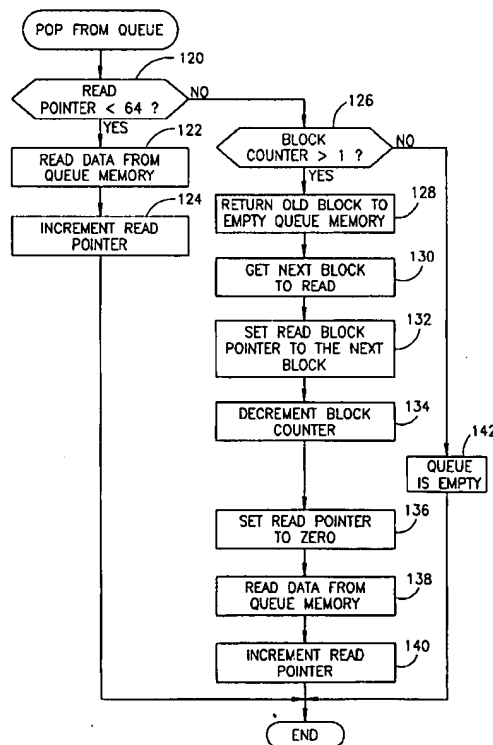 POP FROM QUEUE
120
READ
POINTER < 64 ?
NO
YES
126
BLOCK
COUNTER > 1 ?
NO
YES
122
READ DATA FROM
QUEUE MEMORY
124
INCREMENT READ
POINTER
RETURN OLD BLOCK TO
EMPTY QUEUE MEMORY
128
GET NEXT BLOCK
TO READ
130
SET READ BLOCK
POINTER TO THE NEXT
BLOCK
132
DECREMENT BLOCK
COUNTER
134
142
QUEUE
IS EMPTY
SET READ POINTER
TO ZERO
136
READ DATA FROM
QUEUE MEMORY
138
INCREMENT READ
POINTER
140
END